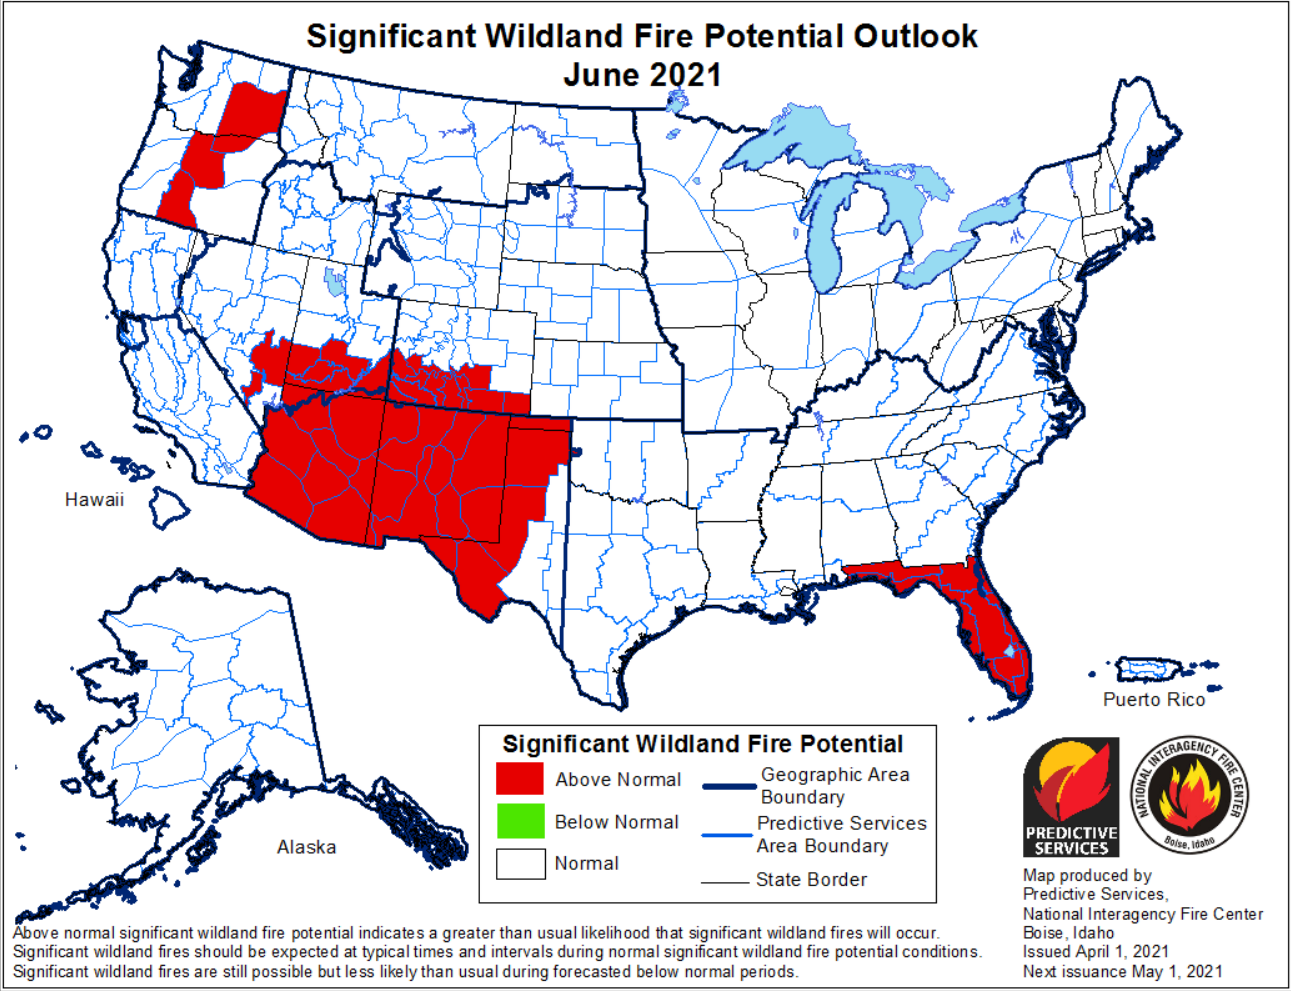 Significant Wildland Fire Potential Outlook
June 2021
Hawaii
Alaska
Puerto Rico
Significant Wildland Fire Potential
Above Normal
Below Normal
Normal
Geographic Area
Boundary
Predictive Services
Area Boundary
State Border
PREDICTIVE
SERVICES
NATIONAL INTERAGENCY FIRE CENTER
Boise, Idaho
Map produced by
Predictive Services,
National Interagency Fire Center
Boise, Idaho
Issued April 1, 2021
Next issuance May 1, 2021
Above normal significant wildland fire potential indicates a greater than usual likelihood that significant wildland fires will occur.
Significant wildland fires should be expected at typical times and intervals during normal significant wildland fire potential conditions.
Significant wildland fires are still possible but less likely than usual during forecasted below normal periods.